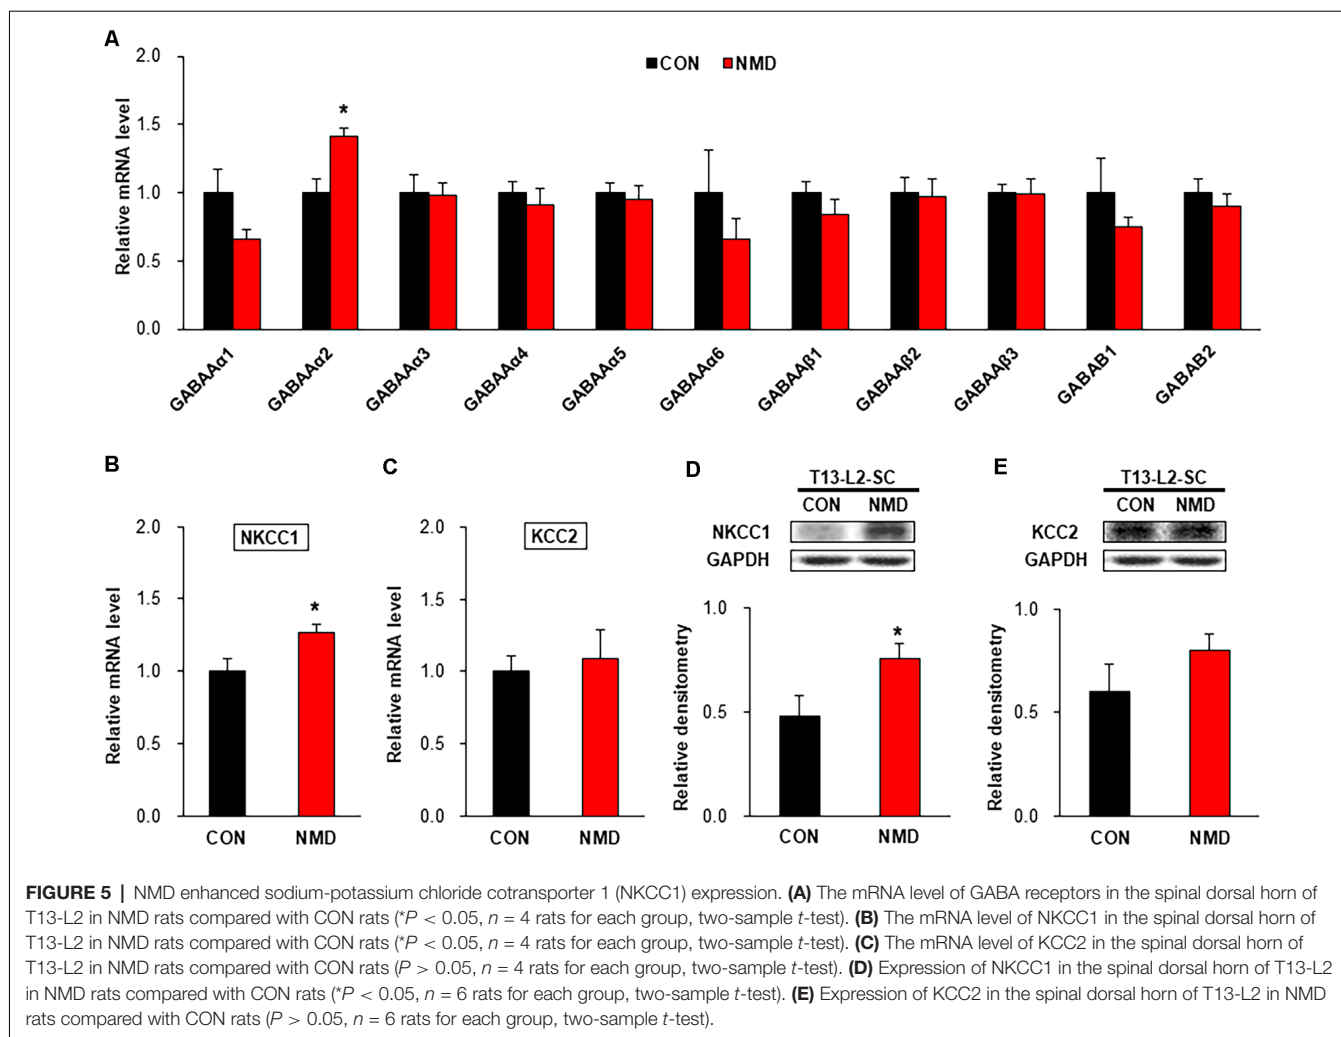 A
2.0
CON NMD
1.5
*
Relative mRNA level
1.0
0.5
0.0
GABAAα1 GABAAα2 GABAAα3 GABAAα4 GABAAα5 GABAAα6 GABAAβ1 GABAAβ2 GABAAβ3 GABAB1 GABAB2
B
2.0
NKCC1
1.5
*
Relative mRNA level
1.0
0.5
0.0
CON NMD
C
2.0
KCC2
1.5
Relative mRNA level
1.0
0.5
0.0
CON NMD
D
T13-L2-SC
CON NMD
NKCC1
GAPDH
1.0
*
Relative densitometry
0.5
0.0
CON NMD
E
T13-L2-SC
CON NMD
KCC2
GAPDH
1.0
Relative densitometry
0.5
0.0
CON NMD
FIGURE 5 | NMD enhanced sodium-potassium chloride cotransporter 1 (NKCC1) expression. (A) The mRNA level of GABA receptors in the spinal dorsal horn of
T13-L2 in NMD rats compared with CON rats (*P < 0.05, n = 4 rats for each group, two-sample t-test). (B) The mRNA level of NKCC1 in the spinal dorsal horn of
T13-L2 in NMD rats compared with CON rats (*P < 0.05, n = 4 rats for each group, two-sample t-test). (C) The mRNA level of KCC2 in the spinal dorsal horn of
T13-L2 in NMD rats compared with CON rats (P > 0.05, n = 4 rats for each group, two-sample t-test). (D) Expression of NKCC1 in the spinal dorsal horn of T13-L2
in NMD rats compared with CON rats (*P < 0.05, n = 6 rats for each group, two-sample t-test). (E) Expression of KCC2 in the spinal dorsal horn of T13-L2 in NMD
rats compared with CON rats (P > 0.05, n = 6 rats for each group, two-sample t-test).